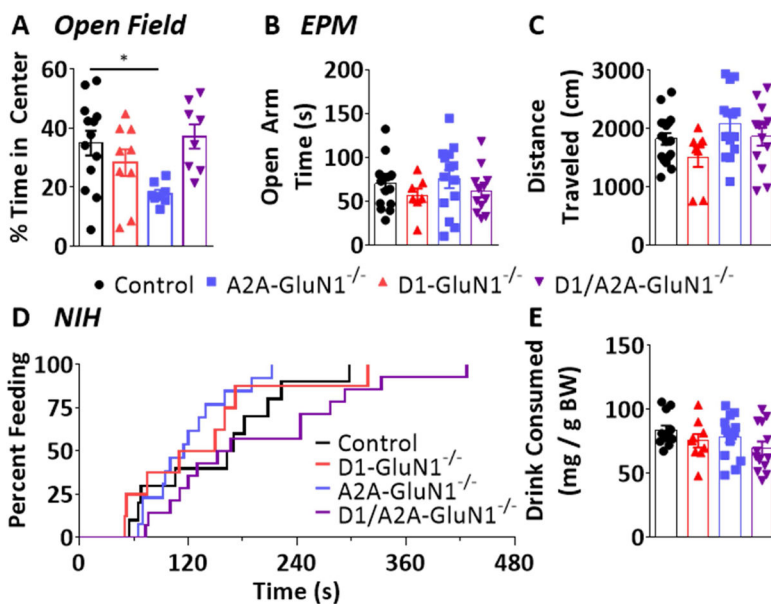 A Open Field
B EPM
C
% Time in Center
60
40
20
0
*
Open Arm
Time (s)
200
150
100
50
0
Distance
Traveled (cm)
3000
2000
1000
0
Control A2A-GluN1-/- D1-GluN1-/- D1/A2A-GluN1-/-
D NIH
E
Percent Feeding
100
75
50
25
0
Control
D1-GluN1-/-
A2A-GluN1-/-
D1/A2A-GluN1-/-
0 120 240 360 480
Time (s)
Drink Consumed
(mg / g BW)
150
100
50
0